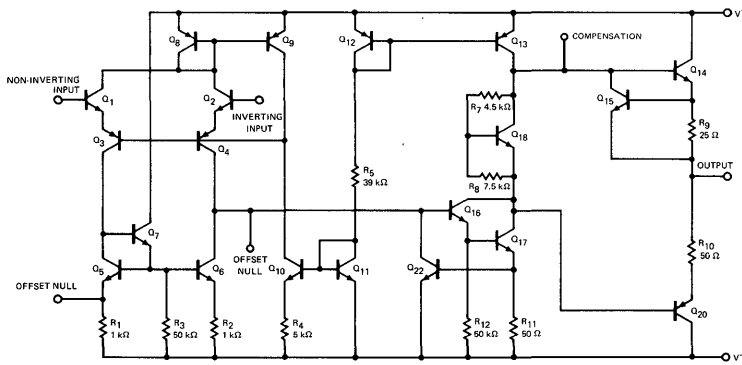 V
Q8
Q9
Q12
Q13
COMPENSATION
Q14
NON-INVERTING
INPUT
Q1
Q2
Q15
R7 4.5 kΩ
R9
25 Ω
INVERTING
INPUT
Q18
Q3
Q4
OUTPUT
R5
39 kΩ
R8 7.5 kΩ
Q16
Q7
Q17
R10
50 Ω
OFFSET
NULL
Q5
Q6
Q10
Q11
Q22
OFFSET NULL
Q20
R1
1 kΩ
R3
50 kΩ
R2
1 kΩ
R4
5 kΩ
R12
50 kΩ
R11
50 Ω
V-